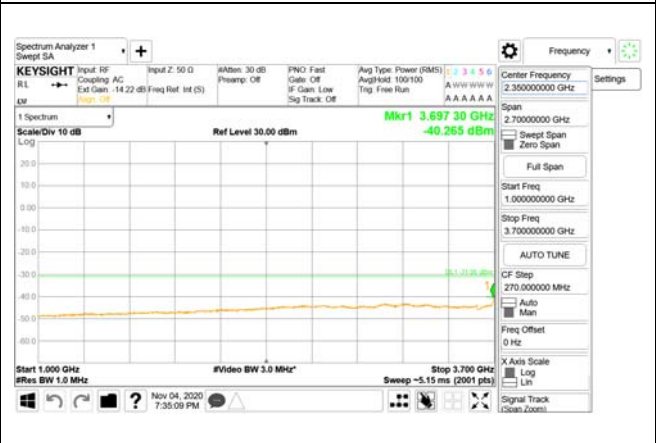 Spectrum Analyzer 1
Swept SA
+
Frequency
KEYSIGHT
RL
Input: RF
Coupling: AC
Ext Gain: -14.22 dB
Align: Off
Input Z: 50 Ω
Freq Ref: Int (S)
#Atten: 30 dB
Preamp: Off
PNO: Fast
Gate: Off
IF Gain: Low
Sig Track: Off
Avg Type: Power (RMS)
Avg|Hold: 100/100
Trig: Free Run
1 2 3 4 5 6
A W W W W W
A A A A A A
1 Spectrum
Scale/Div 10 dB
Log
Ref Level 30.00 dBm
Mkr1 3.697 30 GHz
-40.265 dBm
20.0
10.0
0.00
-10.0
-20.0
-30.0
-40.0
-50.0
-60.0
1
Start 1.000 GHz
#Res BW 1.0 MHz
#Video BW 3.0 MHz*
Stop 3.700 GHz
Sweep ~5.15 ms (2001 pts)
Nov 04, 2020
7:35:09 PM
Center Frequency
2.350000000 GHz
Settings
Span
2.70000000 GHz
Swept Span
Zero Span
Full Span
Start Freq
1.000000000 GHz
Stop Freq
3.700000000 GHz
AUTO TUNE
CF Step
270.000000 MHz
Auto
Man
Freq Offset
0 Hz
X Axis Scale
Log
Lin
Signal Track
(Span Zoom)